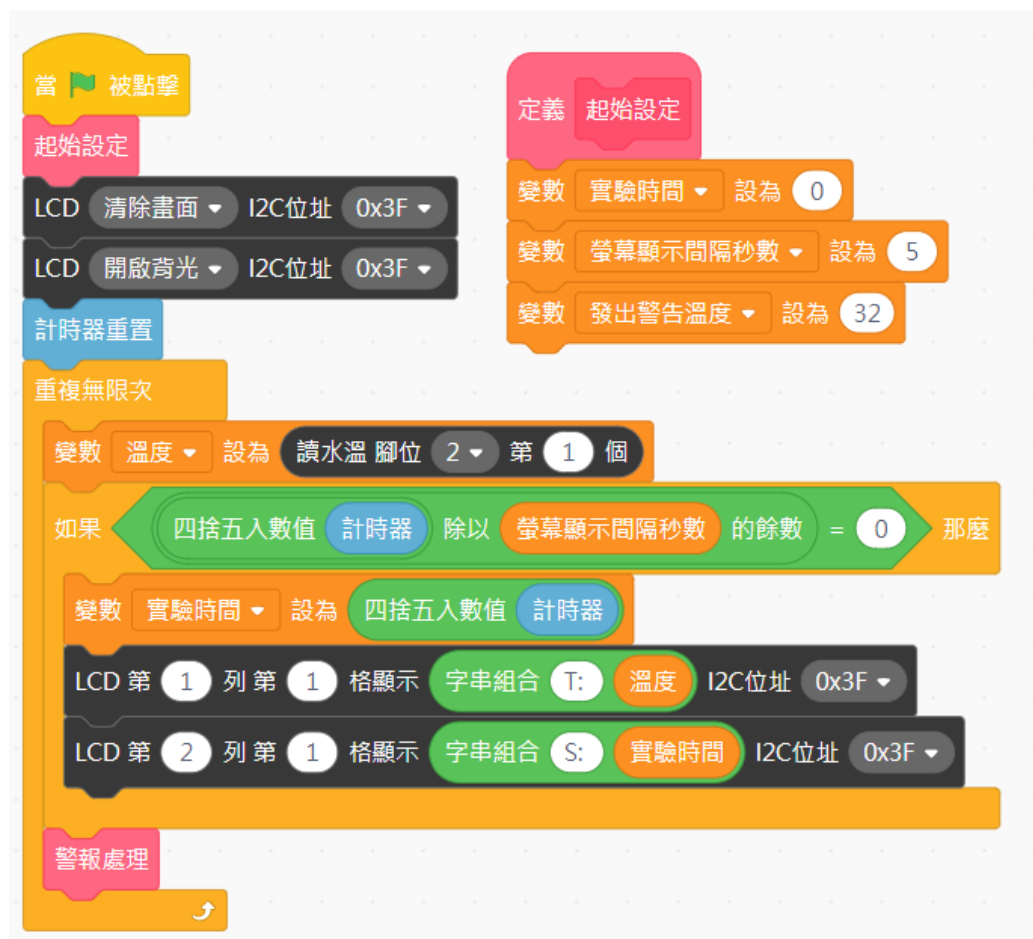 當 被點擊
起始設定
LCD 清除畫面 I2C位址 0x3F
LCD 開啟背光 I2C位址 0x3F
計時器重置
重複無限次
變數 溫度 設為 讀水溫 腳位 2 第 1 個
如果 四捨五入數值 計時器 除以 螢幕顯示間隔秒數 的餘數 = 0 那麼
變數 實驗時間 設為 四捨五入數值 計時器
LCD 第 1 列 第 1 格顯示 字串組合 T: 溫度 I2C位址 0x3F
LCD 第 2 列 第 1 格顯示 字串組合 S: 實驗時間 I2C位址 0x3F
警報處理
定義 起始設定
變數 實驗時間 設為 0
變數 螢幕顯示間隔秒數 設為 5
變數 發出警告溫度 設為 32